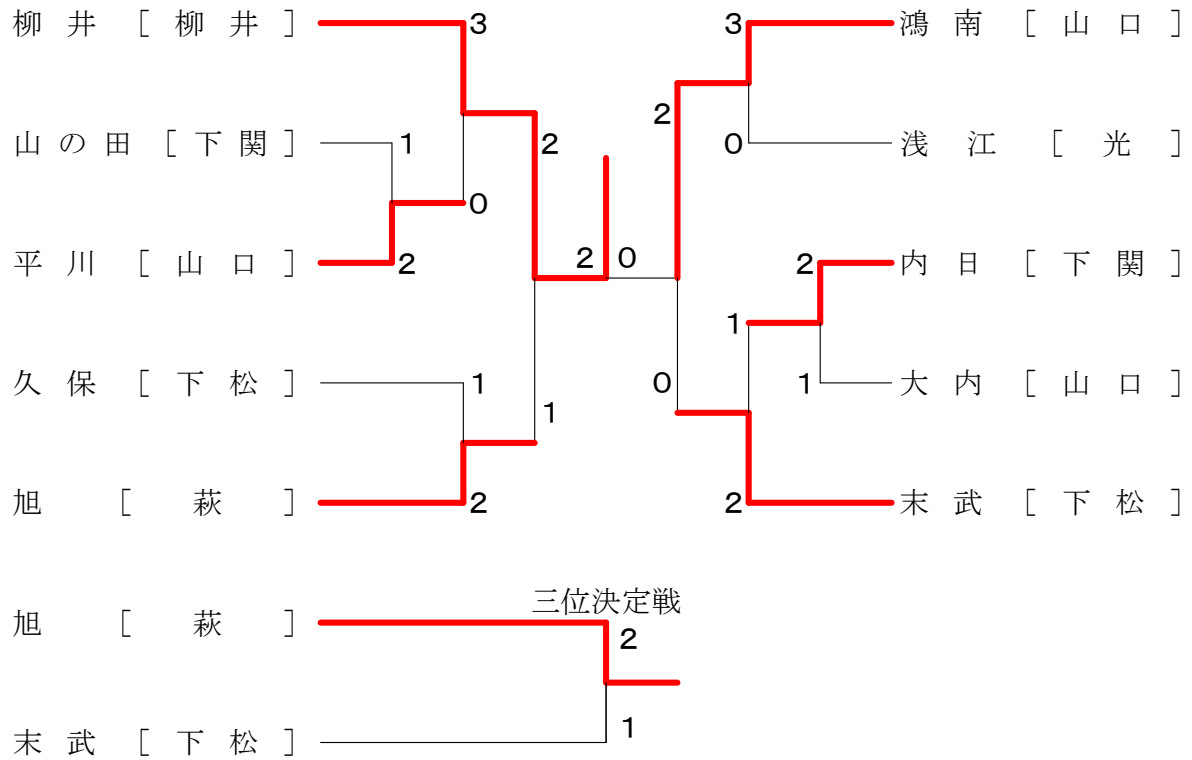 柳井 [柳井] 3 3 鴻南 [山口]
2 2
山の田 [下関] 1 0 浅江 [光]
0
平川 [山口] 2 2 0 2 内日 [下関]
1
久保 [下松] 1 0 1 大内 [山口]
1
旭 [萩] 2 2 末武 [下松]
三位決定戦
旭 [萩] 2
末武 [下松] 1